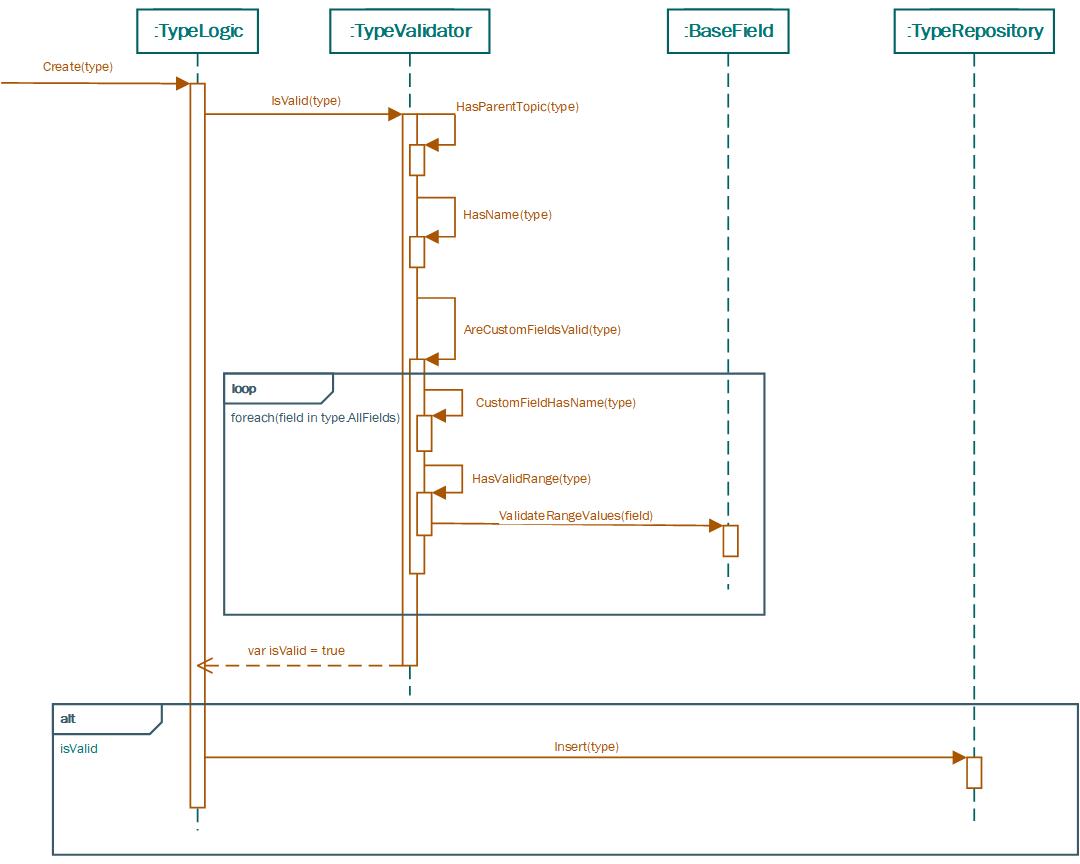 :TypeLogic
:TypeValidator
:BaseField
:TypeRepository
Create(type)
IsValid(type)
HasParentTopic(type)
HasName(type)
AreCustomFieldsValid(type)
loop
foreach(field in type.AllFields)
CustomFieldHasName(type)
HasValidRange(type)
ValidateRangeValues(field)
var isValid = true
alt
isValid
Insert(type)